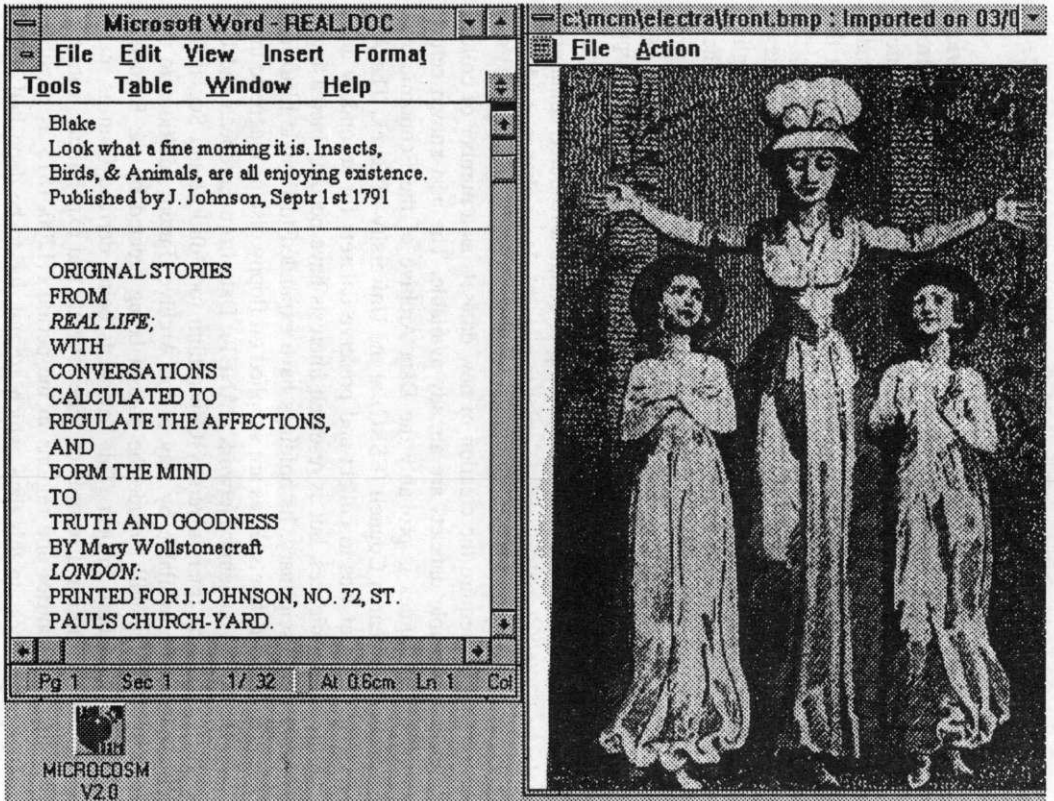 Microsoft Word - REAL.DOC
File Edit View Insert Format
Tools Table Window Help
Blake
Look what a fine morning it is. Insects,
Birds, & Animals, are all enjoying existence.
Published by J. Johnson, Septr 1st 1791
ORIGINAL STORIES
FROM
REAL LIFE;
WITH
CONVERSATIONS
CALCULATED TO
REGULATE THE AFFECTIONS,
AND
FORM THE MIND
TO
TRUTH AND GOODNESS
BY Mary Wollstonecraft
LONDON:
PRINTED FOR J. JOHNSON, NO. 72, ST.
PAUL'S CHURCH-YARD.
Pg 1 Sec 1 1/32 At 0.6cm Ln 1 Col
MICROCOSM
V2.0
c:\mcm\electra\front.bmp : Imported on 03/0
File Action